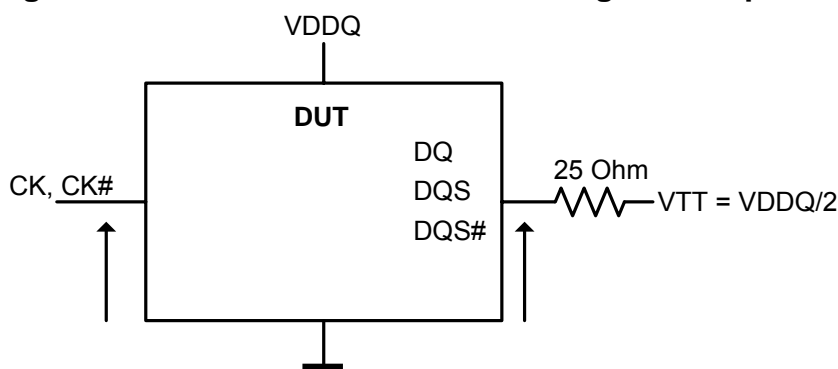 VDDQ
DUT
DQ
CK, CK#
DQS
25 Ohm
VTT = VDDQ/2
DQS#